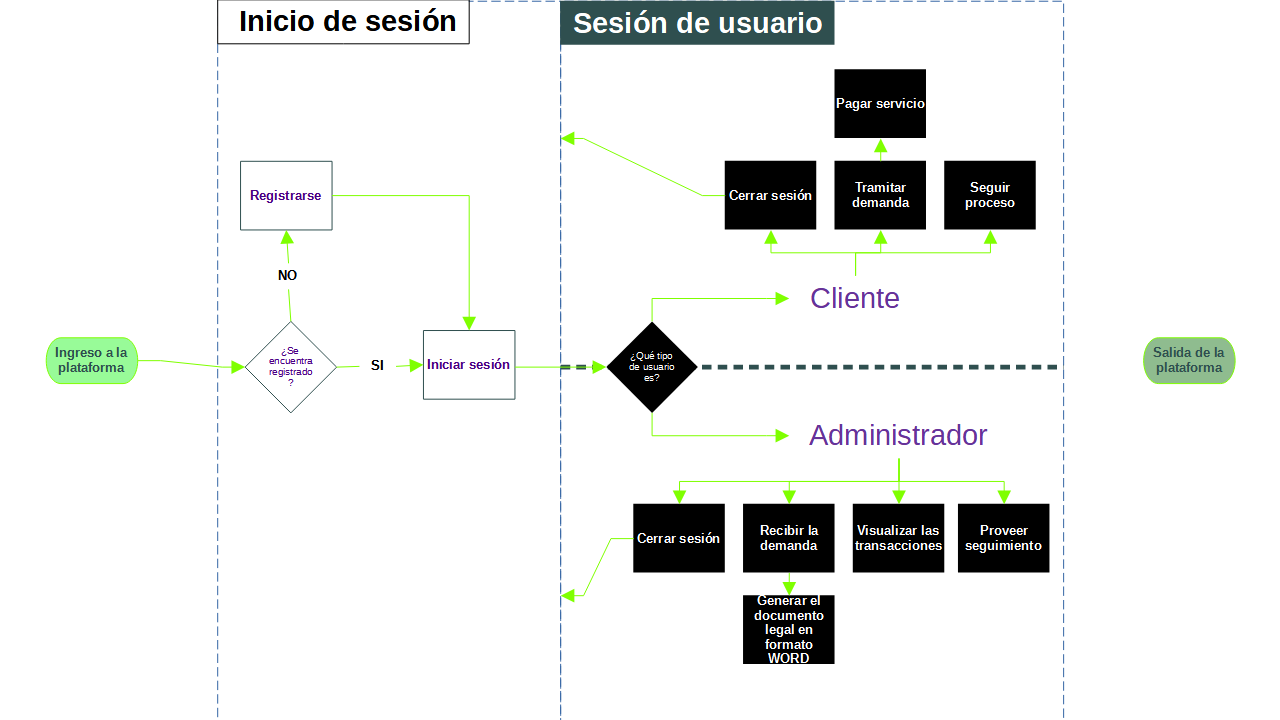 Inicio de sesión
Sesión de usuario
Pagar servicio
Cerrar sesión
Tramitar
demanda
Seguir
proceso
Registrarse
NO
Cliente
Ingreso a la
plataforma
¿Se
encuentra
registrado
?
SI
Iniciar sesión
¿Qué tipo
de usuario
es?
Salida de la
plataforma
Administrador
Cerrar sesión
Recibir la
demanda
Visualizar las
transacciones
Proveer
seguimiento
Generar el
documento
legal en
formato
WORD